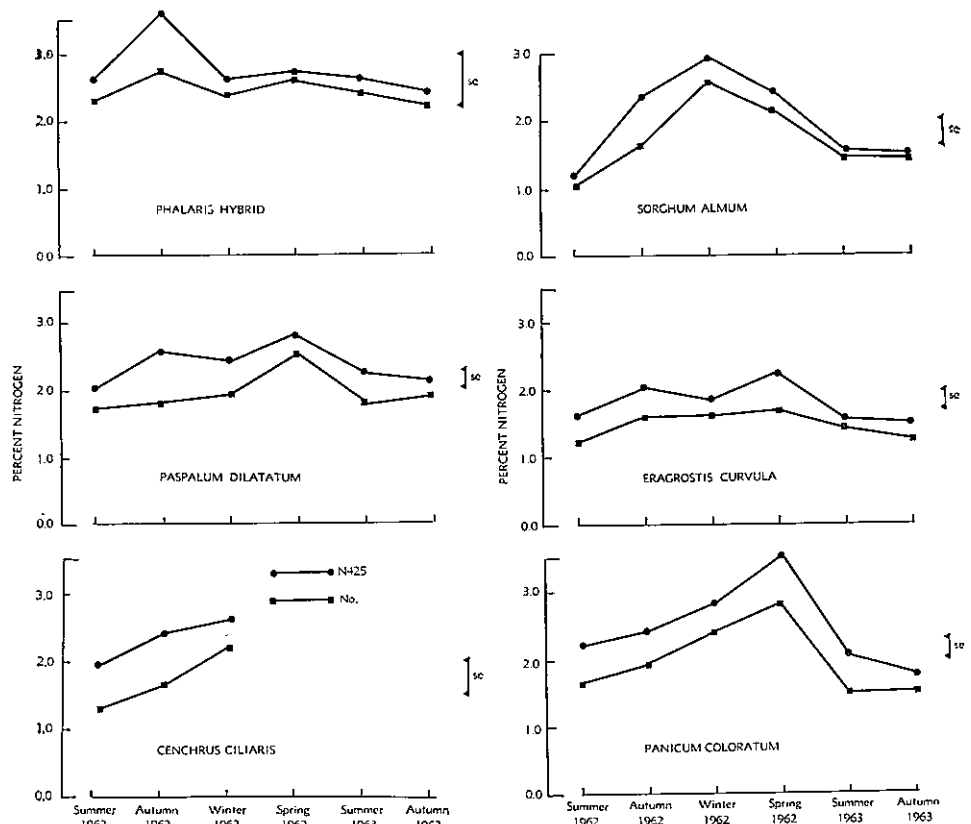 3.0
2.0
1.0
0.0
se
PHALARIS HYBRID
3.0
2.0
1.0
0.0
se
SORGHUM ALMUM
PERCENT NITROGEN
3.0
2.0
1.0
0.0
se
PASPALUM DILATATUM
PERCENT NITROGEN
3.0
2.0
1.0
0.0
se
ERAGROSTIS CURVULA
3.0
2.0
1.0
0.0
N425
No.
se
CENCHRUS CILIARIS
Summer Autumn Winter Spring Summer Autumn
3.0
2.0
1.0
0.0
se
PANICUM COLORATUM
Summer Autumn Winter Spring Summer Autumn
1962 1962 1962 1962 1963 1963